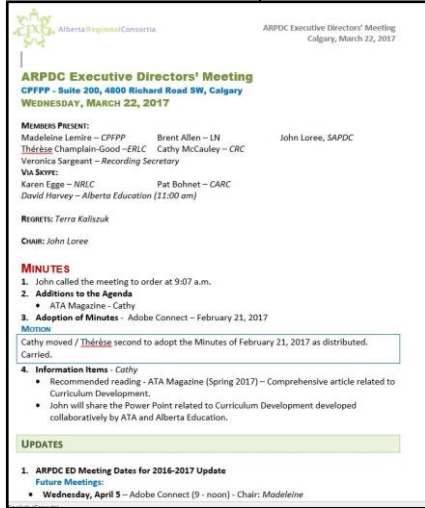 AlbertaRegionalConsortia
ARPDC Executive Directors' Meeting
Calgary, March 22, 2017
ARPDC Executive Directors' Meeting
CPFPP - Suite 200, 4800 Richard Road SW, Calgary
WEDNESDAY, MARCH 22, 2017
MEMBERS PRESENT:
Madeleine Lemire – CPFPP Brent Allen – LN John Loree, SAPDC
Thérèse Champlain-Good –ERLC Cathy McCauley – CRC
Veronica Sargeant – Recording Secretary
VIA SKYPE:
Karen Egge – NRLC Pat Bohnet – CARC
David Harvey – Alberta Education (11:00 am)
REGRETS: Terra Kaliszuk
CHAIR: John Loree
MINUTES
1. John called the meeting to order at 9:07 a.m.
2. Additions to the Agenda
• ATA Magazine - Cathy
3. Adoption of Minutes - Adobe Connect – February 21, 2017
MOTION
Cathy moved / Thérèse second to adopt the Minutes of February 21, 2017 as distributed.
Carried.
4. Information Items - Cathy
• Recommended reading - ATA Magazine (Spring 2017) – Comprehensive article related to
Curriculum Development.
• John will share the Power Point related to Curriculum Development developed
collaboratively by ATA and Alberta Education.
UPDATES
1. ARPDC ED Meeting Dates for 2016-2017 Update
Future Meetings:
• Wednesday, April 5 – Adobe Connect (9 - noon) - Chair: Madeleine